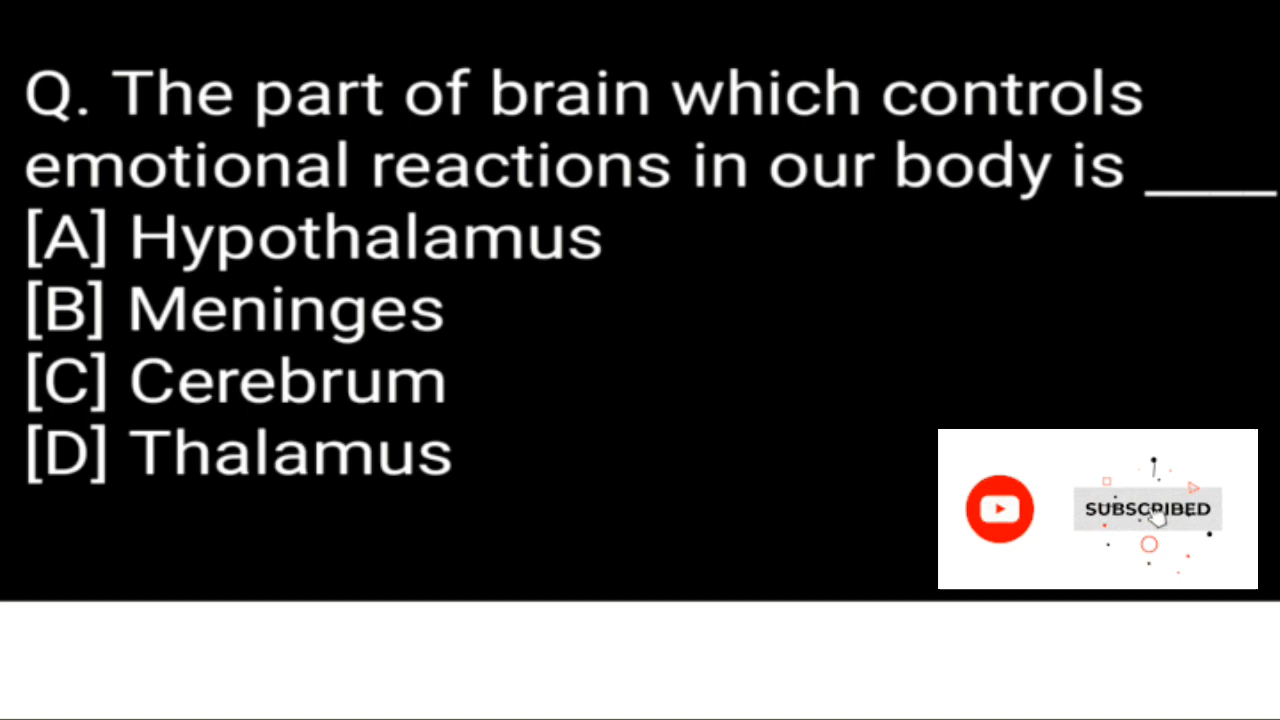 Q. The part of brain which controls
emotional reactions in our body is ____
[A] Hypothalamus
[B] Meninges
[C] Cerebrum
[D] Thalamus
SUBSCRIBED